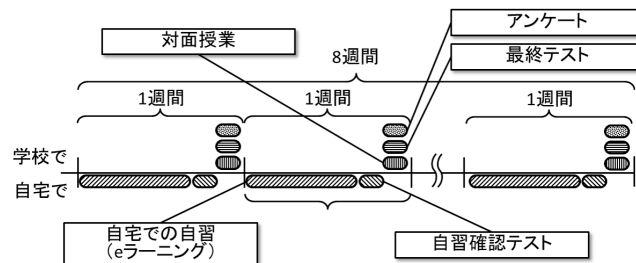 アンケート
対面授業
最終テスト
8週間
1週間
1週間
1週間
学校で
自宅で
自宅での自習
(eラーニング)
自習確認テスト